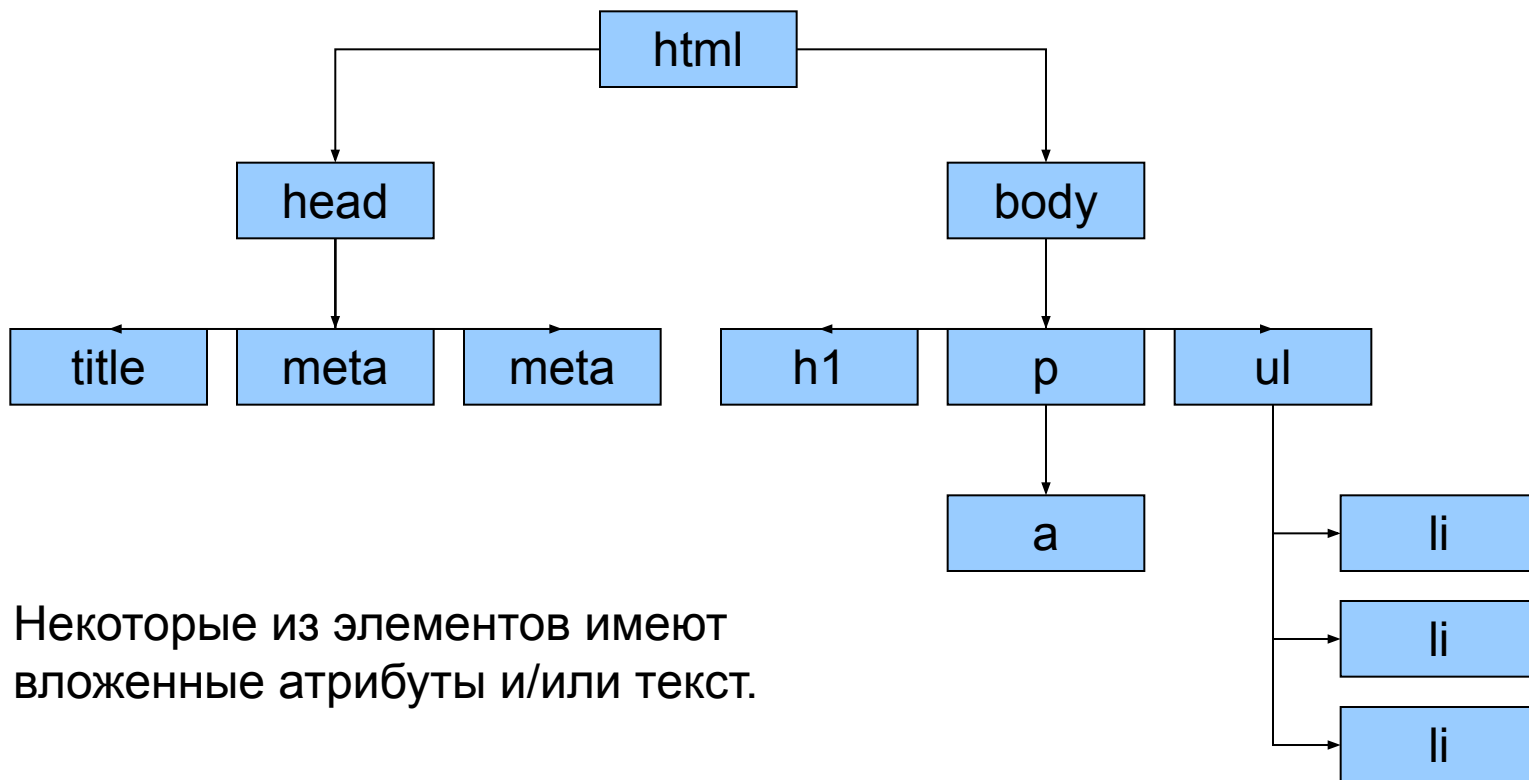 html
head
body
title
meta
meta
h1
p
ul
a
li
li
li
Некоторые из элементов имеют
вложенные атрибуты и/или текст.